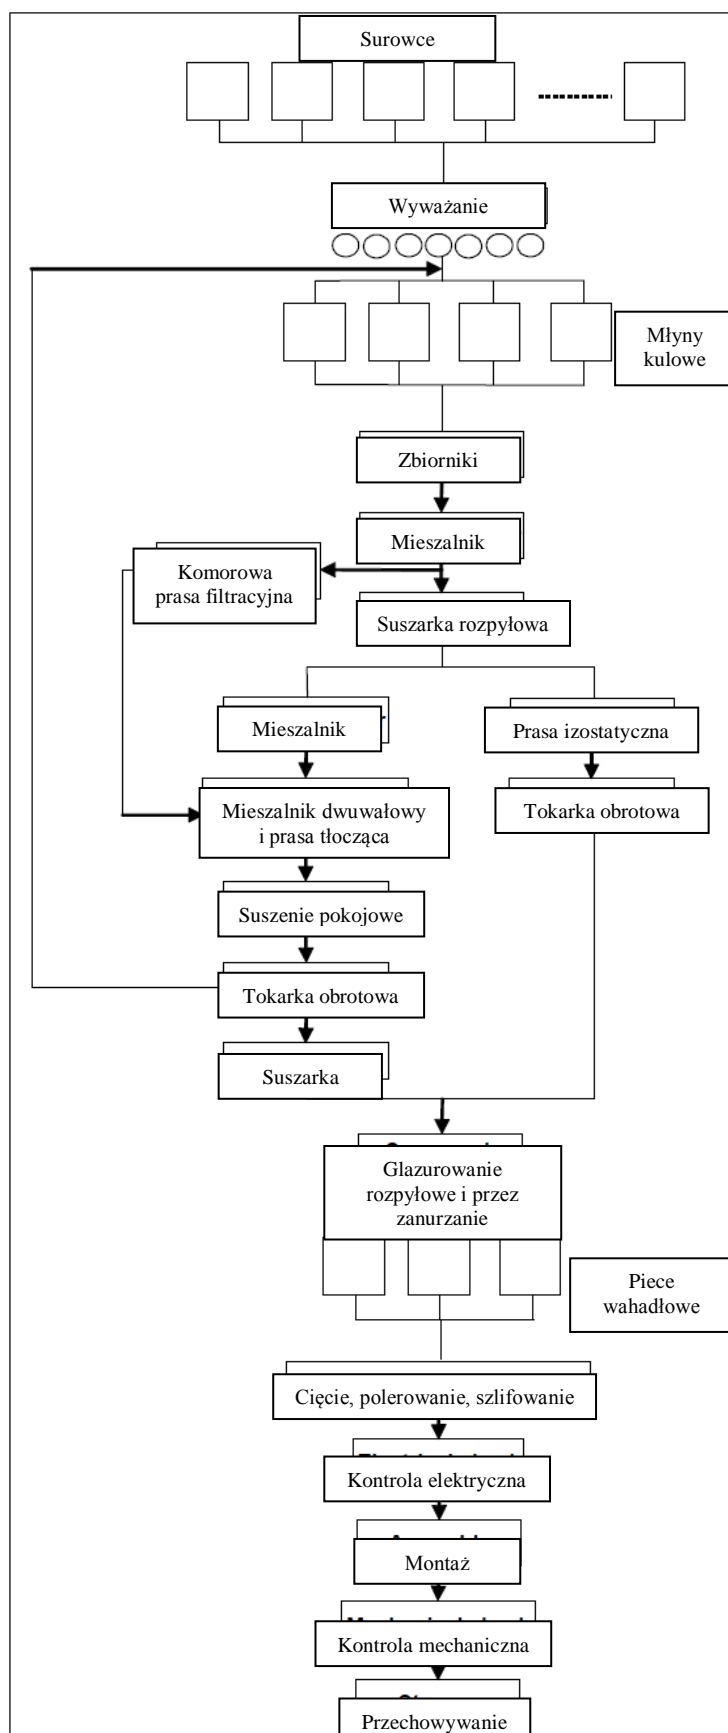 Surowce
Wyważanie
Młyny
kulowe
Zbiorniki
Mieszalnik
Komorowa
prasa filtracyjna
Suszarka rozpyłowa
Mieszalnik
Prasa izostatyczna
Mieszalnik dwuwałowy
i prasa tłocząca
Tokarka obrotowa
Suszenie pokojowe
Tokarka obrotowa
Suszarka
Glazurowanie
rozpyłowe i przez
zanurzanie
Piece
wahadłowe
Cięcie, polerowanie, szlifowanie
Kontrola elektryczna
Montaż
Kontrola mechaniczna
Przechowywanie